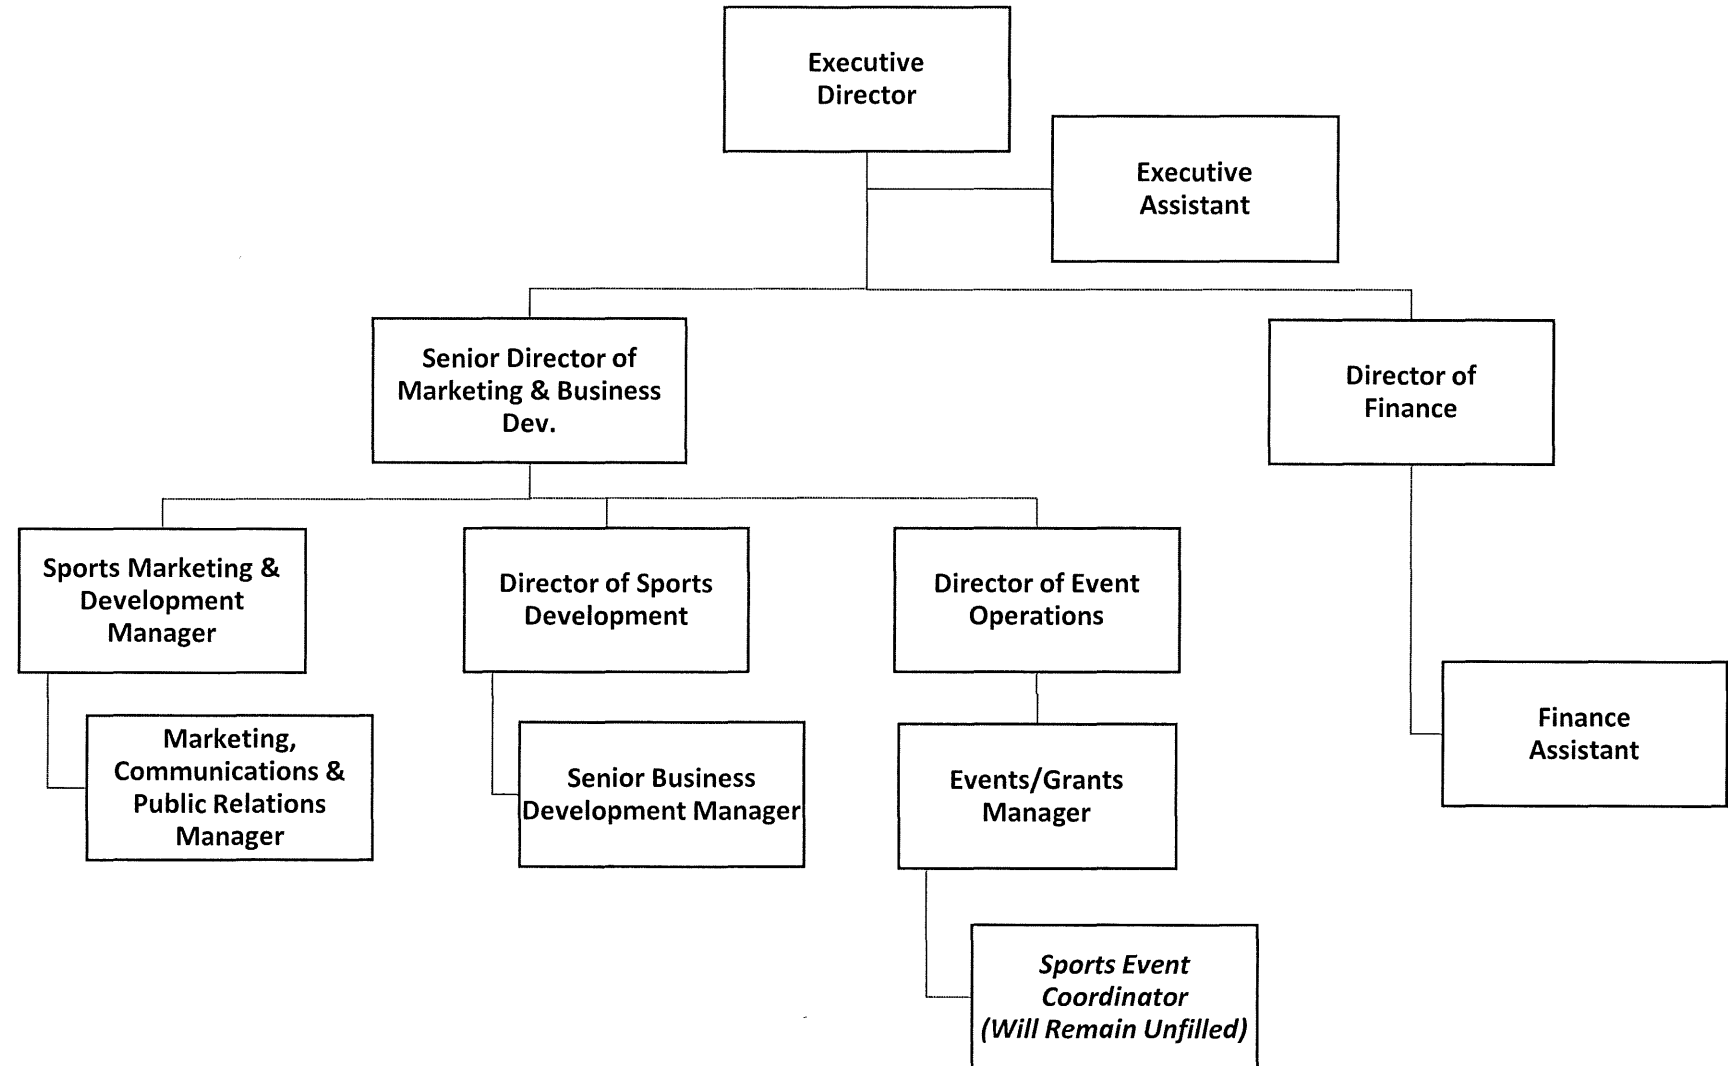 Executive
Director
Executive
Assistant
Senior Director of
Marketing & Business
Dev.
Director of
Finance
Sports Marketing &
Development
Manager
Director of Sports
Development
Director of Event
Operations
Marketing,
Communications &
Public Relations
Manager
Senior Business
Development Manager
Events/Grants
Manager
Finance
Assistant
Sports Event
Coordinator
(Will Remain Unfilled)